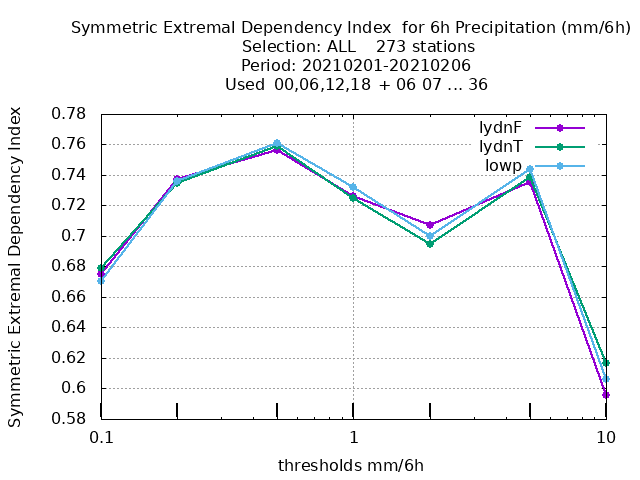 Symmetric Extremal Dependency Index  for 6h Precipitation (mm/6h)
Selection: ALL    273 stations
Period: 20210201-20210206
Used  00,06,12,18  + 06 07 ... 36
Symmetric Extremal Dependency Index
0.78
0.76
0.74
0.72
0.7
0.68
0.66
0.64
0.62
0.6
0.58
lydnF
lydnT
lowp
0.1
1
10
thresholds mm/6h